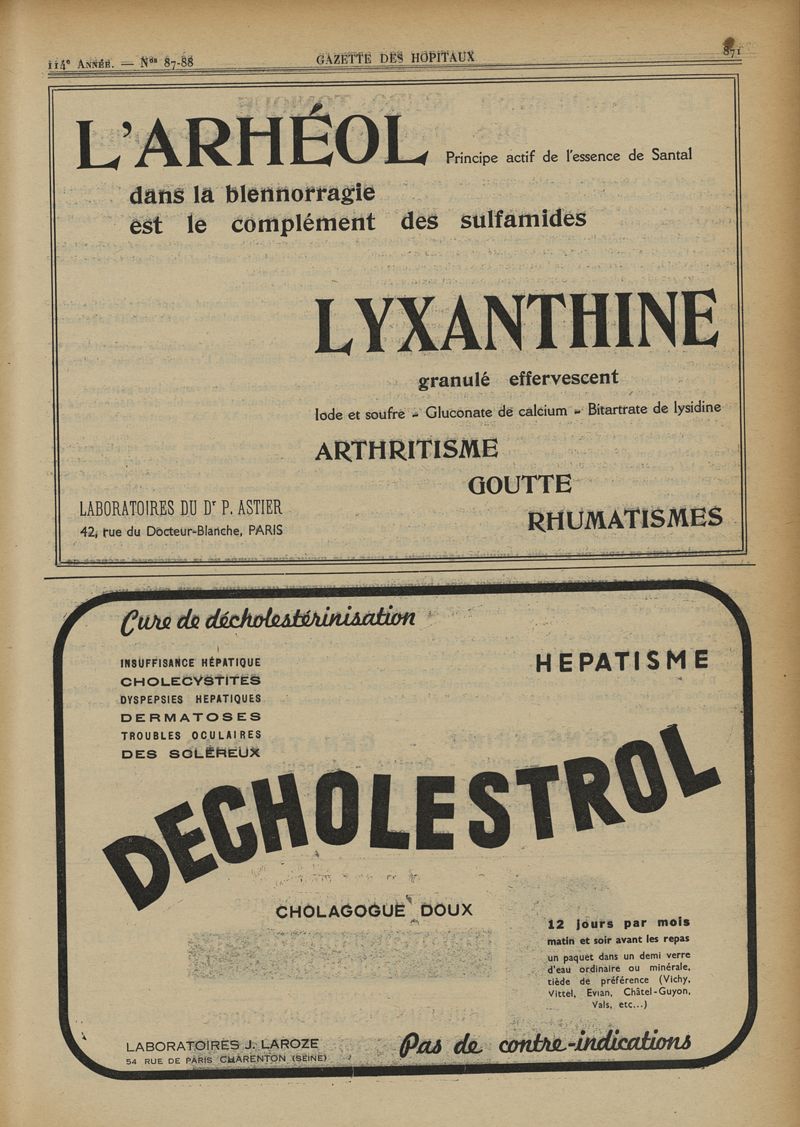 114e ANNÉE. — Nos 87-88
GAZETTE DES HOPITAUX
871
L'ARHÉOL Principe actif de l'essence de Santal
dans la blennorragie
est le complément des sulfamides
LYXANTHINE
granulé effervescent
Iode et soufre - Gluconate de calcium - Bitartrate de lysidine
ARTHRITISME
GOUTTE
RHUMATISMES
LABORATOIRES DU Dr P. ASTIER
42, rue du Docteur-Blanche, PARIS
Cure de décholestérinisation
INSUFFISANCE HÉPATIQUE
CHOLECYSTITES
DYSPEPSIES HEPATIQUES
DERMATOSES
TROUBLES OCULAIRES
DES SCLÉREUX
HEPATISME
DECHOLESTROL
CHOLAGOGUE DOUX
12 jours par mois
matin et soir avant les repas
un paquet dans un demi verre
d'eau ordinaire ou minérale,
tiède de préférence (Vichy,
Vittel, Evian, Châtel-Guyon,
Vals, etc...)
LABORATOIRES J. LAROZE
54 RUE DE PARIS CHARENTON (SEINE)
Pas de contre-indications